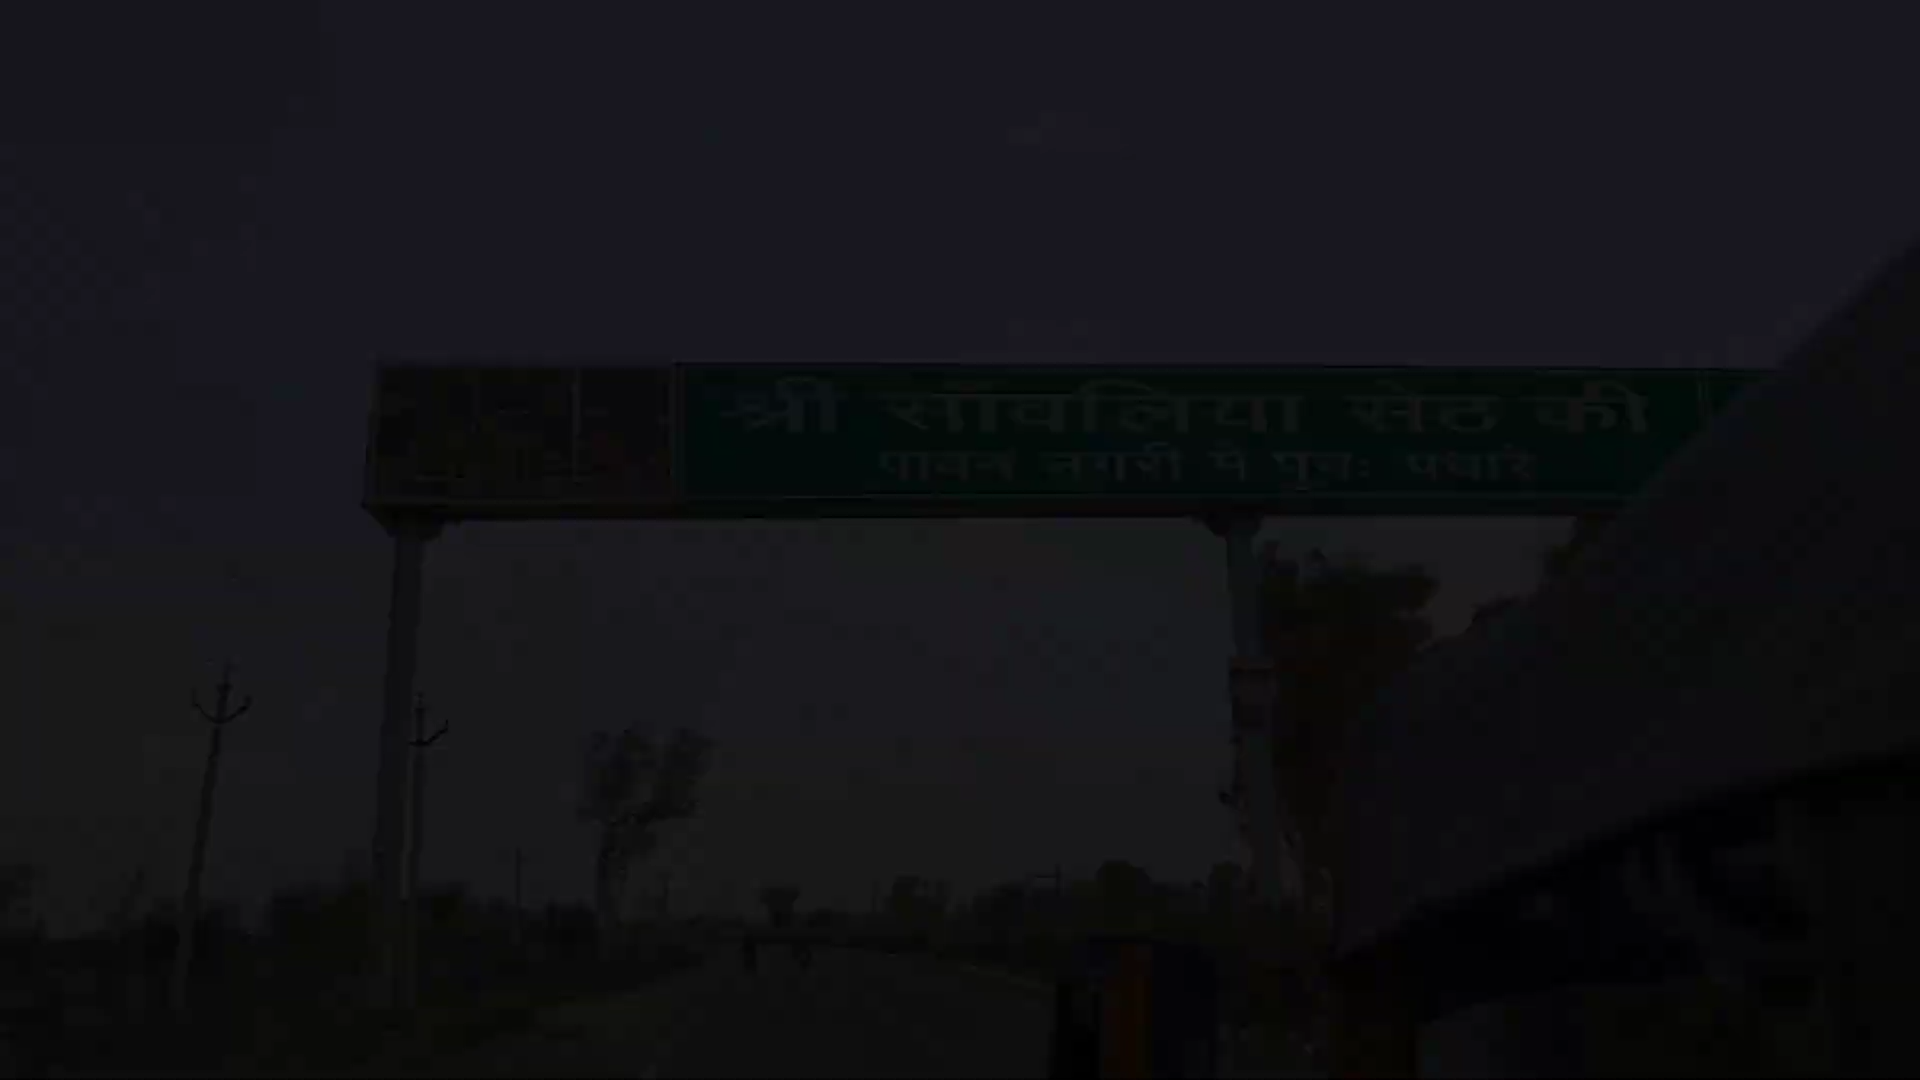 श्री साँवलिया सेठ की
पावन नगरी में पुनः पधारें